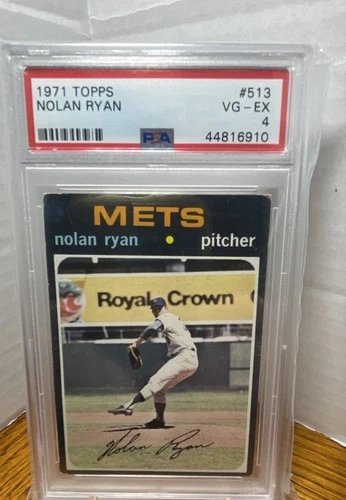 1971 TOPPS #513
NOLAN RYAN VG-EX
4
PSA 44816910
METS
nolan ryan • pitcher
Royal Crown
Nolan Ryan